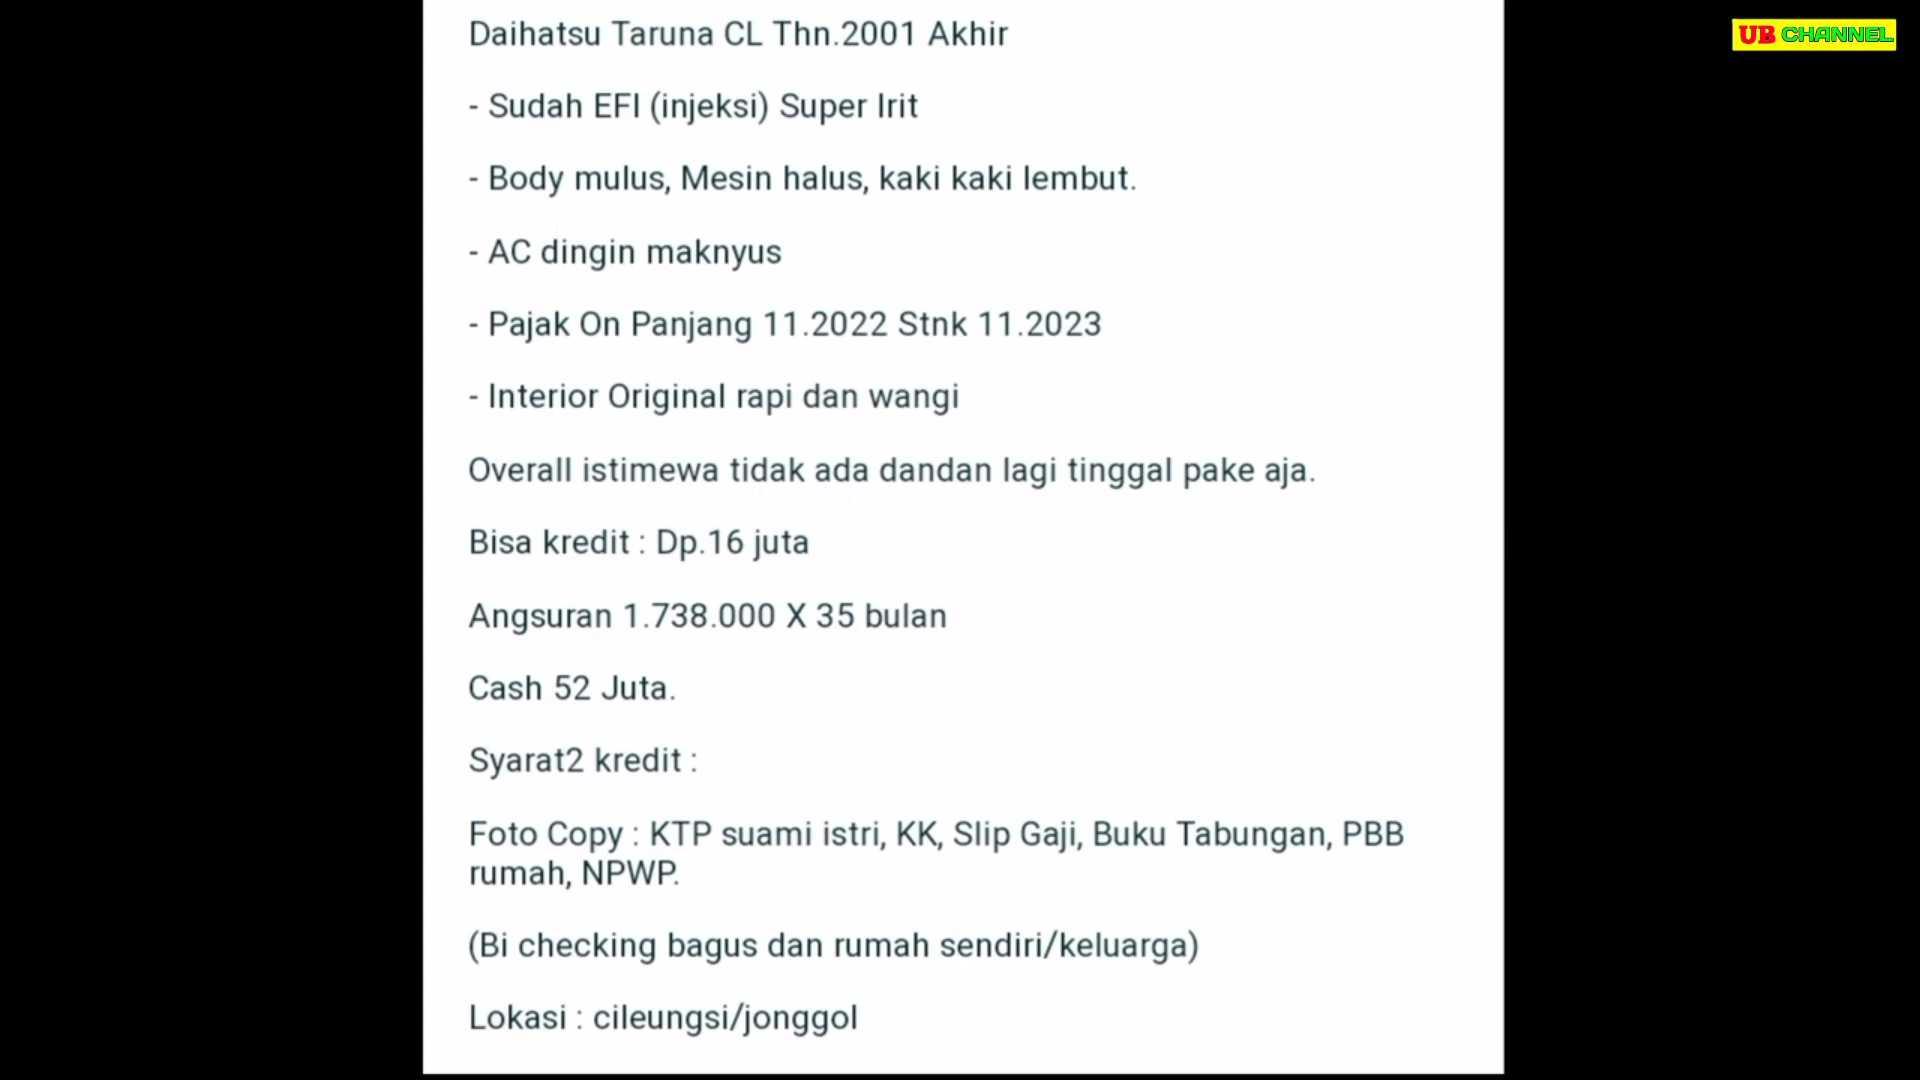 Daihatsu Taruna CL Thn.2001 Akhir
UB CHANNEL
- Sudah EFI (injeksi) Super Irit
- Body mulus, Mesin halus, kaki kaki lembut.
- AC dingin maknyus
- Pajak On Panjang 11.2022 Stnk 11.2023
- Interior Original rapi dan wangi
Overall istimewa tidak ada dandan lagi tinggal pake aja.
Bisa kredit : Dp.16 juta
Angsuran 1.738.000 X 35 bulan
Cash 52 Juta.
Syarat2 kredit :
Foto Copy : KTP suami istri, KK, Slip Gaji, Buku Tabungan, PBB
rumah, NPWP.
(Bi checking bagus dan rumah sendiri/keluarga)
Lokasi : cileungsi/jonggol